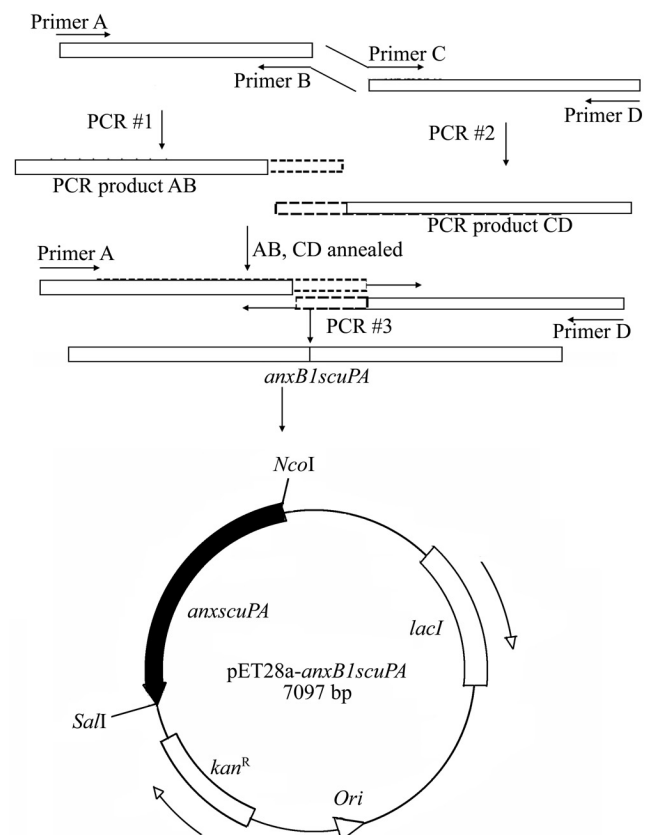 Primer A
Primer C
Primer B
Primer D
PCR #1
PCR #2
PCR product AB
PCR product CD
AB, CD annealed
Primer A
PCR #3
Primer D
anxB1scuPA
NcoI
anxscuPA
lacI
pET28a-anxB1scuPA
7097 bp
SalI
kanR
Ori